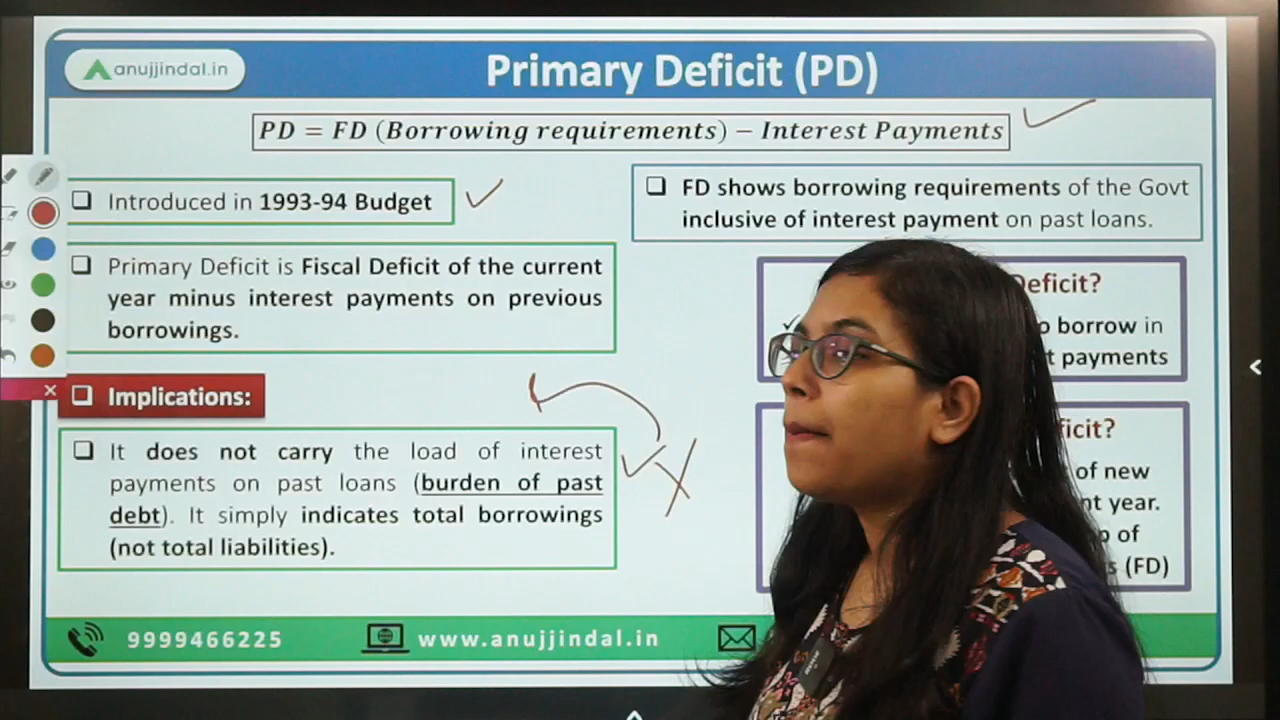 anujjindal.in
Primary Deficit (PD)
PD = FD (Borrowing requirements) − Interest Payments
❑ Introduced in 1993-94 Budget
❑ Primary Deficit is Fiscal Deficit of the current
year minus interest payments on previous
borrowings.
❑ Implications:
❑ It does not carry the load of interest
payments on past loans (burden of past
debt). It simply indicates total borrowings
(not total liabilities).
❑ FD shows borrowing requirements of the Govt
inclusive of interest payment on past loans.
Deficit?
borrow in
payments
of new
year.
of
(FD)
9999466225
www.anujjindal.in